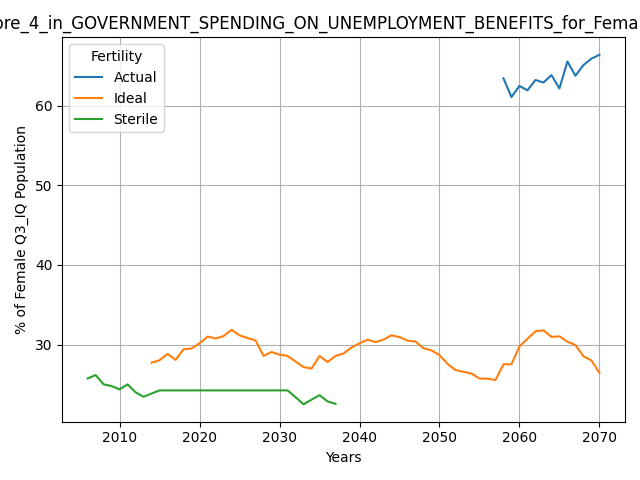 ore_4_in_GOVERNMENT_SPENDING_ON_UNEMPLOYMENT_BENEFITS_for_Fema
Fertility
Actual
Ideal
Sterile
% of Female Q3_IQ Population
60
50
40
30
2010 2020 2030 2040 2050 2060 2070
Years